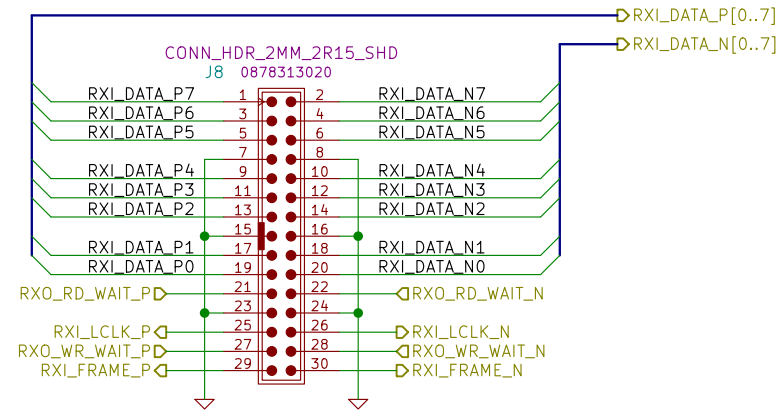 RXI_DATA_P[0..7]
RXI_DATA_N[0..7]
CONN_HDR_2MM_2R15_SHD
J8 0878313020
RXI_DATA_P7 1 2 RXI_DATA_N7
RXI_DATA_P6 3 4 RXI_DATA_N6
RXI_DATA_P5 5 6 RXI_DATA_N5
7 8
RXI_DATA_P4 9 10 RXI_DATA_N4
RXI_DATA_P3 11 12 RXI_DATA_N3
RXI_DATA_P2 13 14 RXI_DATA_N2
15 16
RXI_DATA_P1 17 18 RXI_DATA_N1
RXI_DATA_P0 19 20 RXI_DATA_N0
RXO_RD_WAIT_P 21 22 RXO_RD_WAIT_N
23 24
RXI_LCLK_P 25 26 RXI_LCLK_N
RXO_WR_WAIT_P 27 28 RXO_WR_WAIT_N
RXI_FRAME_P 29 30 RXI_FRAME_N